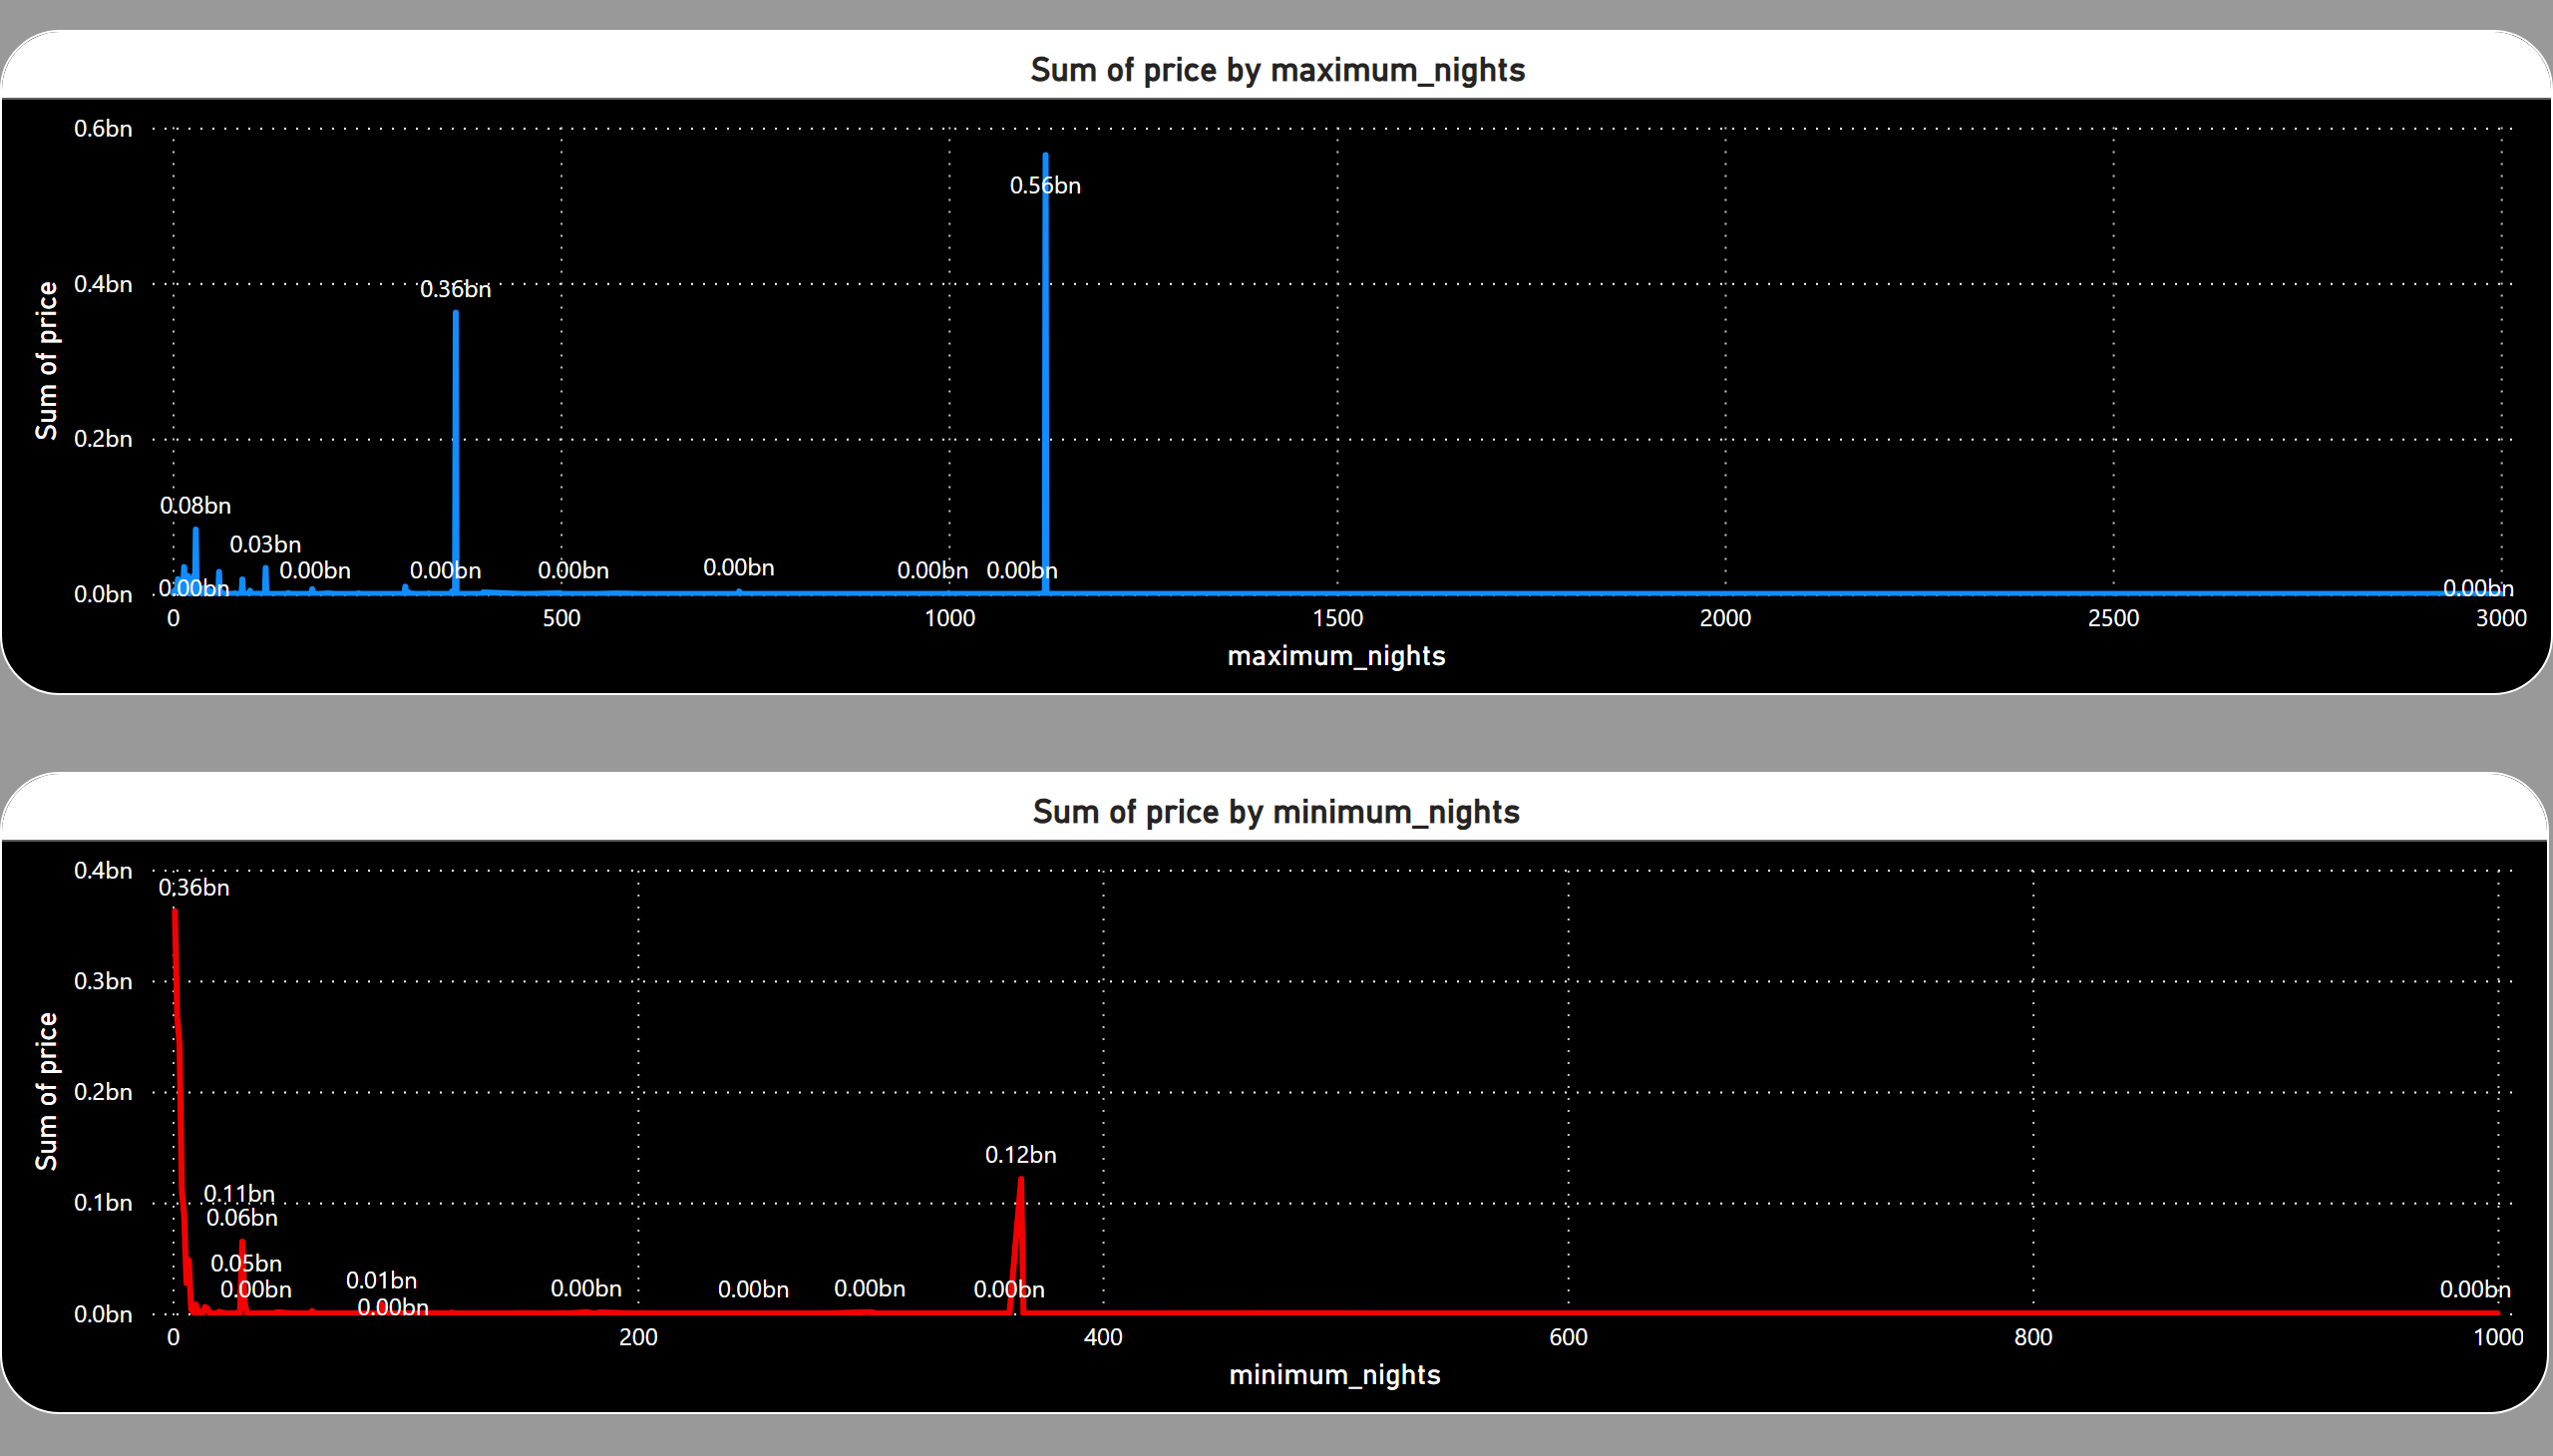 Sum of price by maximum_nights
0.6bn
0.56bn
0.4bn
0.36bn
Sum of price
0.2bn
0.08bn
0.03bn
0.00bn 0.00bn 0.00bn 0.00bn 0.00bn 0.00bn
0.00bn 0.00bn
0.0bn
0 500 1000 1500 2000 2500 3000
maximum_nights
Sum of price by minimum_nights
0.4bn
0.36bn
0.3bn
Sum of price
0.2bn
0.12bn
0.11bn
0.1bn
0.06bn
0.05bn
0.01bn
0.00bn 0.00bn 0.00bn 0.00bn 0.00bn 0.00bn
0.00bn
0.0bn
0 200 400 600 800 1000
minimum_nights